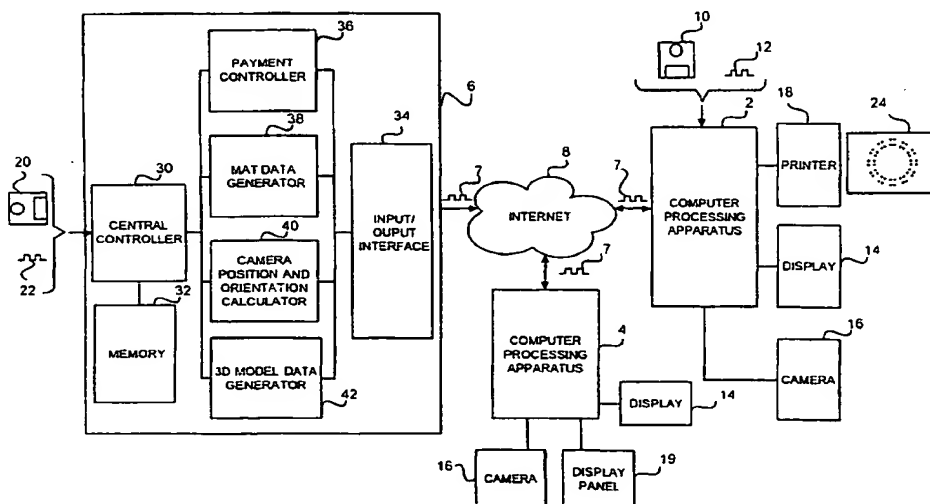 36
PAYMENT
CONTROLLER
6
38
MAT DATA
GENERATOR
34
20
30
CENTRAL
CONTROLLER
22
32
MEMORY
40
CAMERA
POSITION AND
ORIENTATION
CALCULATOR
3D MODEL DATA
GENERATOR
42
INPUT/
OUPUT
INTERFACE
7
8
INTERNET
7
7
10
12
2
COMPUTER
PROCESSING
APPARATUS
18
PRINTER
24
14
DISPLAY
16
CAMERA
COMPUTER
PROCESSING
APPARATUS
4
DISPLAY
14
16
CAMERA
DISPLAY
PANEL
19